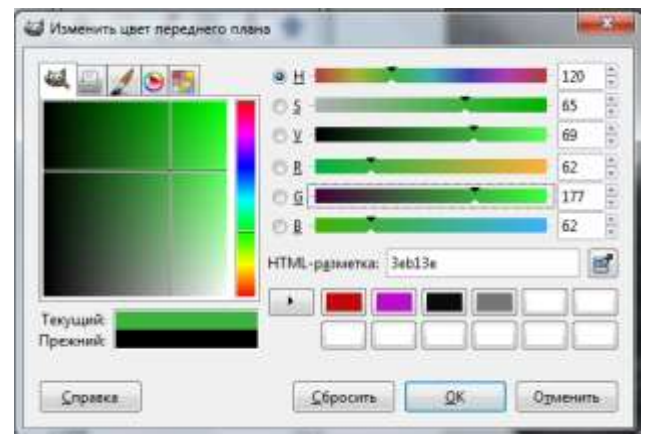 Изменить цвет переднего плана
H 120
S 65
V 69
R 62
G 177
B 62
HTML-разметка: 3eb13e
Текущий:
Прежний:
Справка Сбросить OK Отменить